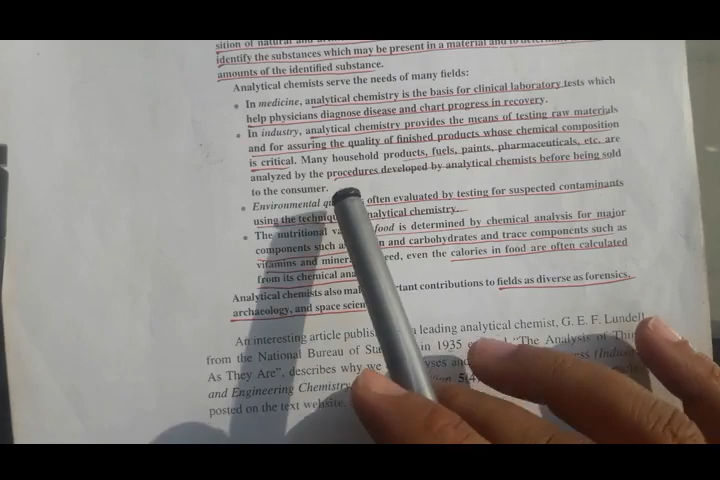 sition of natural and
identify the substances which may be present in a material and to
amounts of the identified substance.
Analytical chemists serve the needs of many fields:
• In medicine, analytical chemistry is the basis for clinical laboratory tests which
help physicians diagnose disease and chart progress in recovery.
• In industry, analytical chemistry provides the means of testing raw materials
and for assuring the quality of finished products whose chemical composition
is critical. Many household products, fuels, paints, pharmaceuticals, etc. are
analyzed by the procedures developed by analytical chemists before being sold
to the consumer.
• Environmental often evaluated by testing for suspected contaminants
using the analytical chemistry.
• The nutritional food is determined by chemical analysis for major
components such and carbohydrates and trace components such as
vitamins and even the calories in food are often calculated
from its chemical
Analytical chemists also contributions to fields as diverse as forensics,
archaeology, and space
An interesting article a leading analytical chemist, G. E. F. Lundell
from the National Bureau of in 1935 "The Analysis of
As They Are", describes why we
and Engineering Chemistry,
posted on the text website.